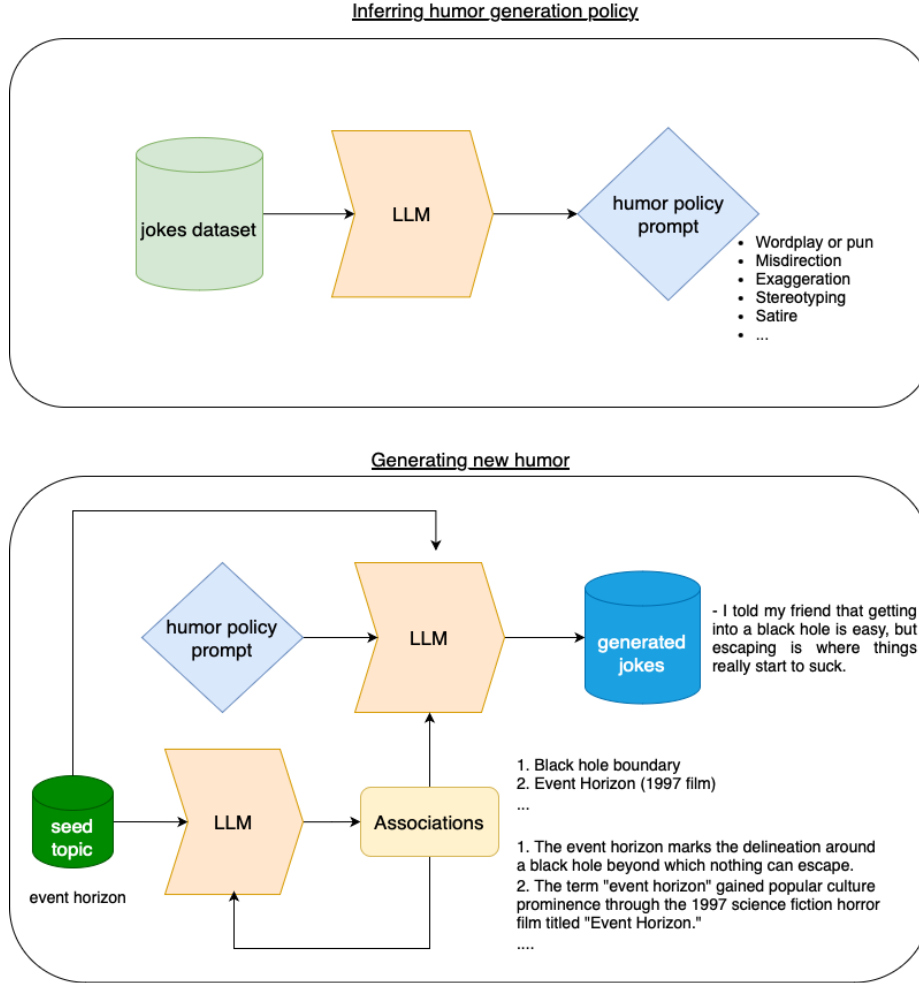 Inferring humor generation policy
jokes dataset
LLM
humor policy
prompt
• Wordplay or pun
• Misdirection
• Exaggeration
• Stereotyping
• Satire
• ...
Generating new humor
humor policy
prompt
LLM
generated
jokes
- I told my friend that getting
into a black hole is easy, but
escaping is where things
really start to suck.
seed
topic
event horizon
LLM
Associations
1. Black hole boundary
2. Event Horizon (1997 film)
...
1. The event horizon marks the delineation around
a black hole beyond which nothing can escape.
2. The term "event horizon" gained popular culture
prominence through the 1997 science fiction horror
film titled "Event Horizon."
....